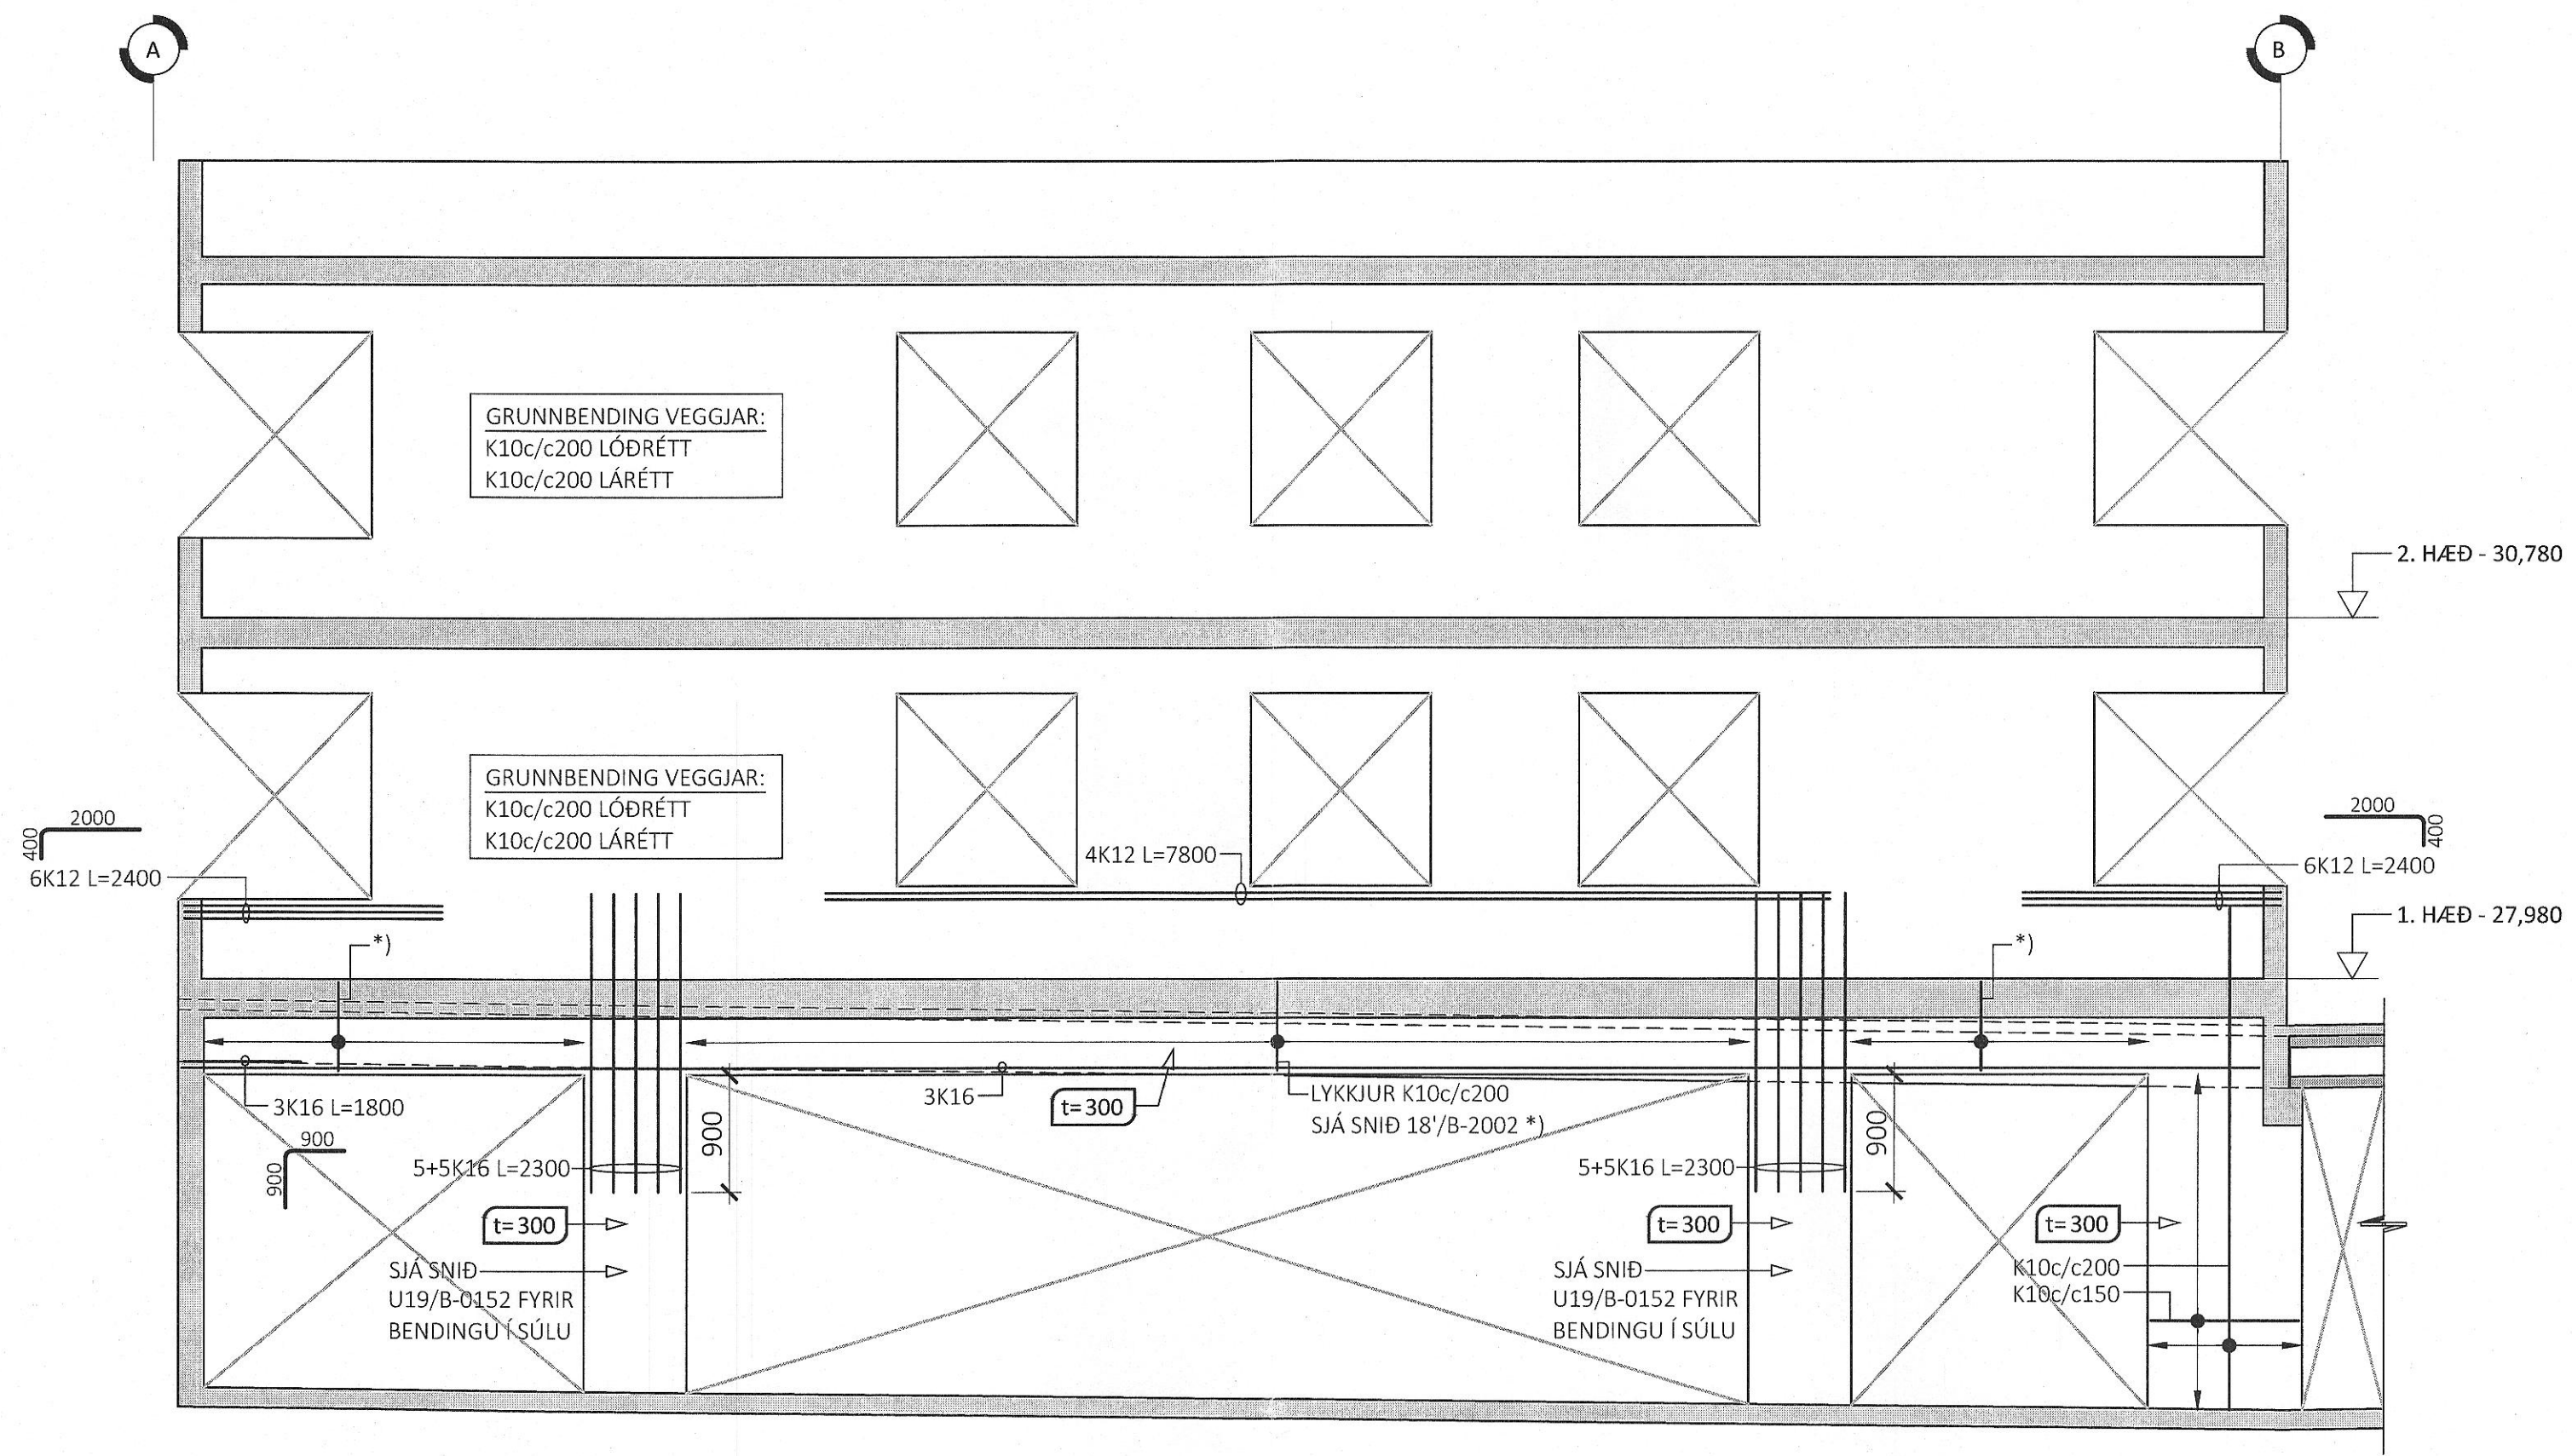 A
B
GRUNNBENDING VEGGJAR:
K10c/c200 LÓÐRÉTT
K10c/c200 LÁRÉTT
2. HÆÐ - 30,780
GRUNNBENDING VEGGJAR:
K10c/c200 LÓÐRÉTT
K10c/c200 LÁRÉTT
2000
400
6K12 L=2400
4K12 L=7800
2000
400
6K12 L=2400
1. HÆÐ - 27,980
*)
*)
3K16 L=1800
900
900
3K16
t=300
LYKKJUR K10c/c200
SJÁ SNIÐ 18'/B-2002 *)
900
900
5+5K16 L=2300
5+5K16 L=2300
t=300
SJÁ SNIÐ
U19/B-0152 FYRIR
BENDINGU Í SÚLU
t=300
SJÁ SNIÐ
U19/B-0152 FYRIR
BENDINGU Í SÚLU
t=300
K10c/c200
K10c/c150